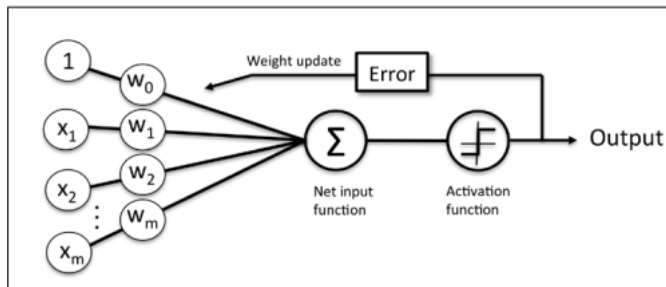 1
w0
x1
w1
x2
w2
⋮
xm
wm
Weight update
Error
Σ
Net input
function
Activation
function
Output